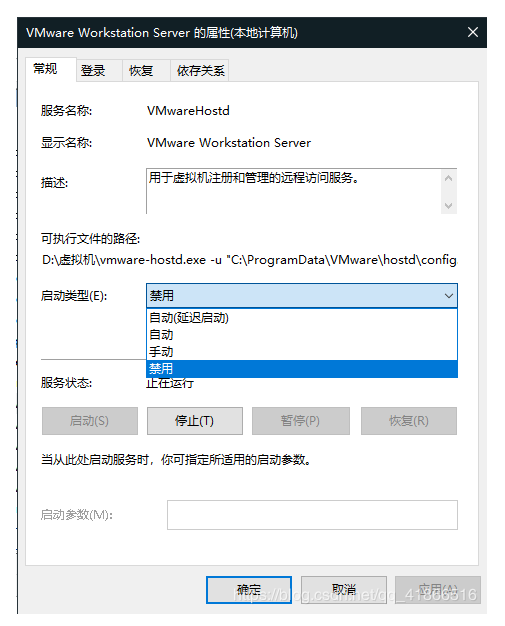 VMware Workstation Server 的属性(本地计算机)
常规 登录 恢复 依存关系
服务名称: VMwareHostd
显示名称: VMware Workstation Server
描述: 用于虚拟机注册和管理的远程访问服务。
可执行文件的路径:
D:\虚拟机\vmware-hostd.exe -u "C:\ProgramData\VMware\hostd\config
启动类型(E): 禁用
自动(延迟启动)
自动
手动
禁用
服务状态: 正在运行
启动(S) 停止(T) 暂停(P) 恢复(R)
当从此处启动服务时，你可指定所适用的启动参数。
启动参数(M):
确定 取消 应用(A)
https://blog.csdn.net/qq_41866516